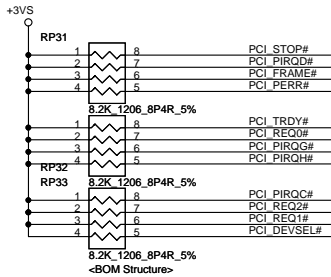 +3VS
RP31
1 8 PCI_STOP#
2 7 PCI_PIRQD#
3 6 PCI_FRAME#
4 5 PCI_PERR#
8.2K_1206_8P4R_5%
1 8 PCI_TRDY#
2 7 PCI_REQ0#
3 6 PCI_PIRQG#
4 5 PCI_PIRQH#
RP32
RP33
8.2K_1206_8P4R_5%
1 8 PCI_PIRQC#
2 7 PCI_REQ2#
3 6 PCI_REQ1#
4 5 PCI_DEVSEL#
8.2K_1206_8P4R_5%
<BOM Structure>